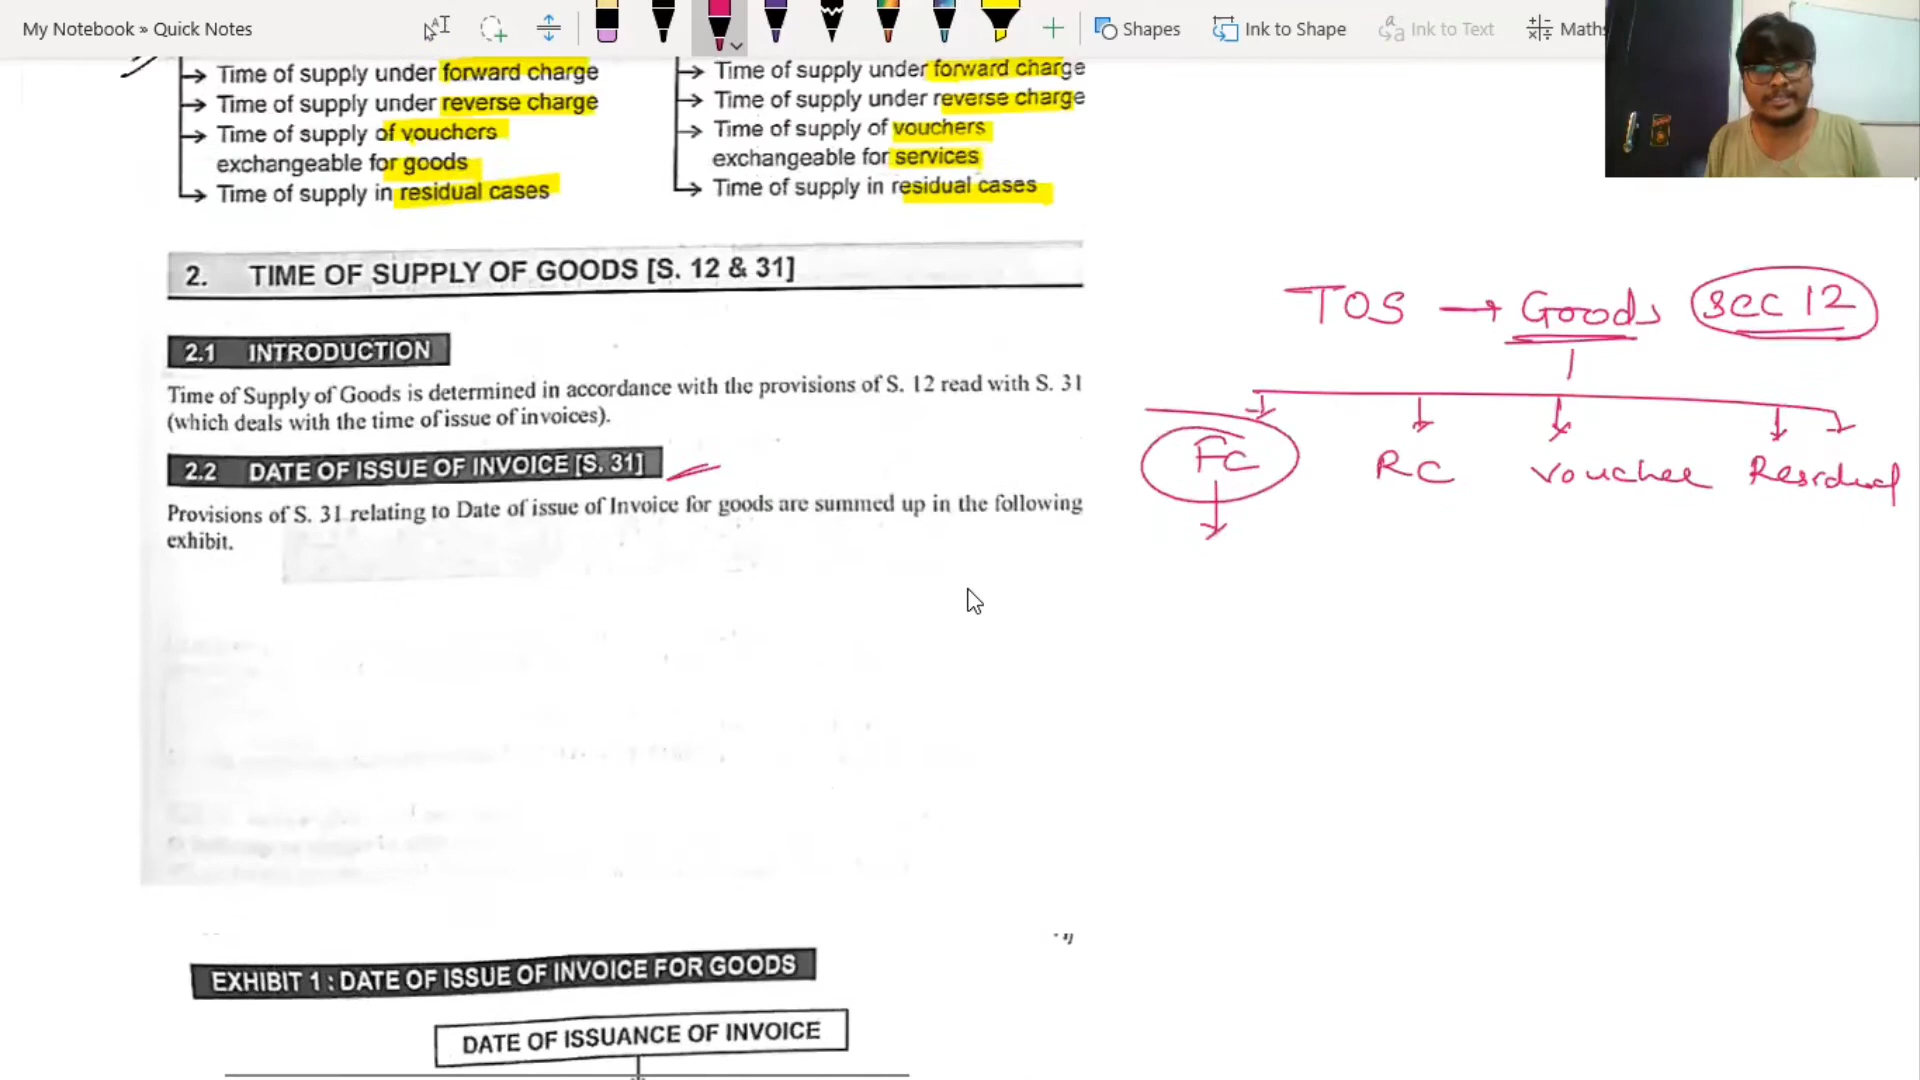 My Notebook » Quick Notes
Shapes
Ink to Shape
Ink to Text
Maths
Time of supply under forward charge
Time of supply under reverse charge
Time of supply of vouchers
exchangeable for goods
Time of supply in residual cases
Time of supply under forward charge
Time of supply under reverse charge
Time of supply of vouchers
exchangeable for services
Time of supply in residual cases
2. TIME OF SUPPLY OF GOODS [S. 12 & 31]
2.1 INTRODUCTION
Time of Supply of Goods is determined in accordance with the provisions of S. 12 read with S. 31
(which deals with the time of issue of invoices).
2.2 DATE OF ISSUE OF INVOICE [S. 31]
Provisions of S. 31 relating to Date of issue of Invoice for goods are summed up in the following
exhibit.
EXHIBIT 1 : DATE OF ISSUE OF INVOICE FOR GOODS
DATE OF ISSUANCE OF INVOICE
TOS → Goods sec 12
FC RC voucher Residual